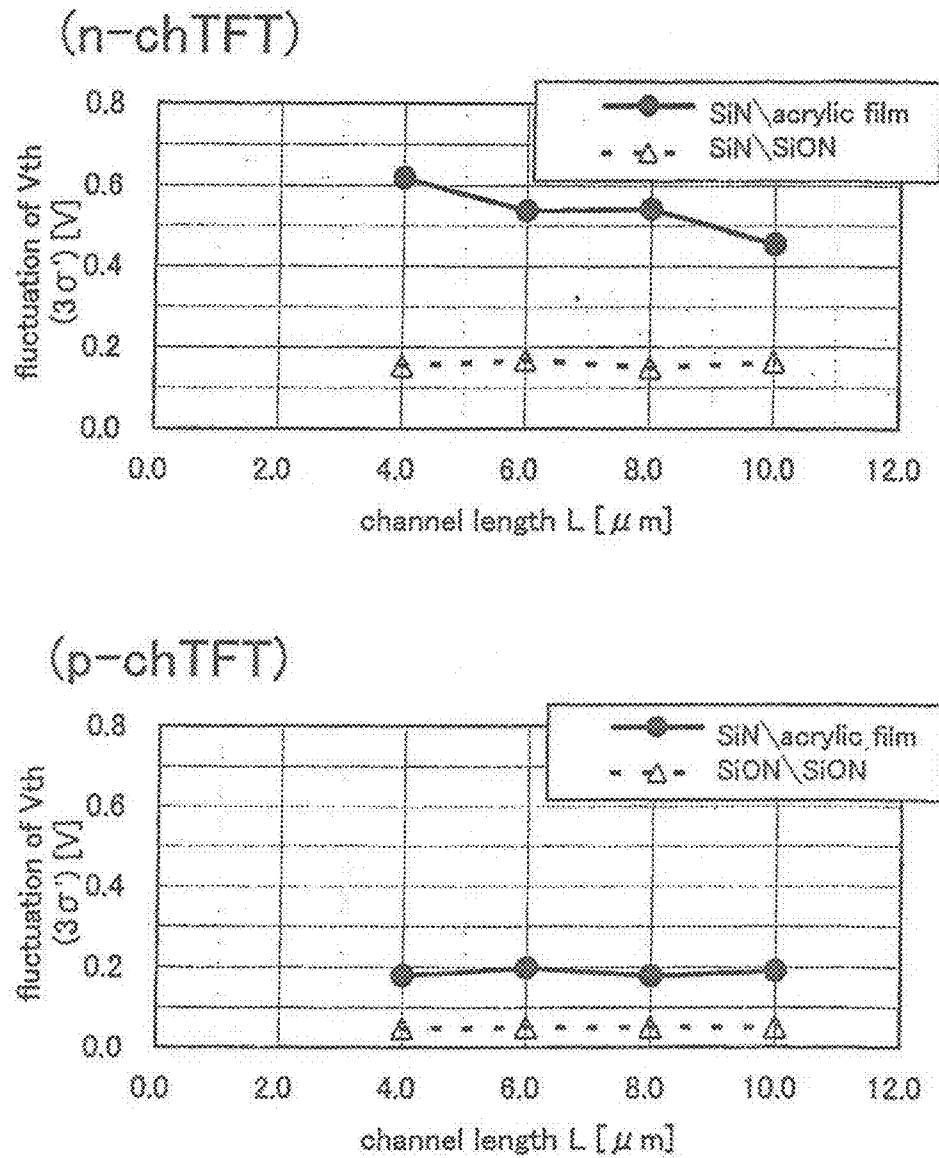 (n-chTFT)
SiN\acrylic film
SiN\SiON
fluctuation of Vth
(3σ') [V]
0.8
0.6
0.4
0.2
0.0
0.0 2.0 4.0 6.0 8.0 10.0 12.0
channel length L [μm]
(p-chTFT)
SiN\acrylic film
SiON\SiON
fluctuation of Vth
(3σ') [V]
0.8
0.6
0.4
0.2
0.0
0.0 2.0 4.0 6.0 8.0 10.0 12.0
channel length L [μm]